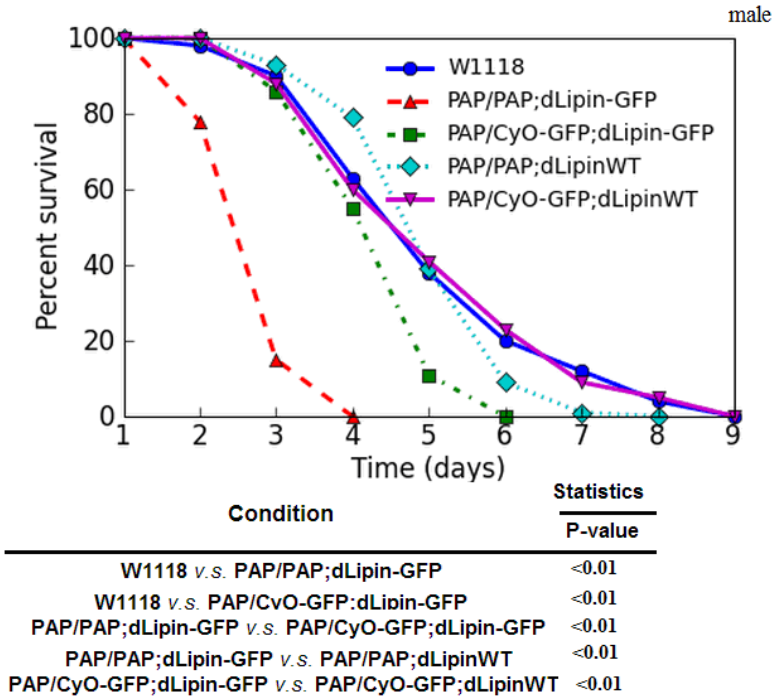 male
100
80
60
40
20
0
Percent survival
W1118
PAP/PAP;dLipin-GFP
PAP/CyO-GFP;dLipin-GFP
PAP/PAP;dLipinWT
PAP/CyO-GFP;dLipinWT
1 2 3 4 5 6 7 8 9
Time (days)
Statistics
Condition
P-value
W1118 v.s. PAP/PAP;dLipin-GFP <0.01
W1118 v.s. PAP/CyO-GFP;dLipin-GFP <0.01
PAP/PAP;dLipin-GFP v.s. PAP/CyO-GFP;dLipin-GFP <0.01
PAP/PAP;dLipin-GFP v.s. PAP/PAP;dLipinWT <0.01
PAP/CyO-GFP;dLipin-GFP v.s. PAP/CyO-GFP;dLipinWT <0.01